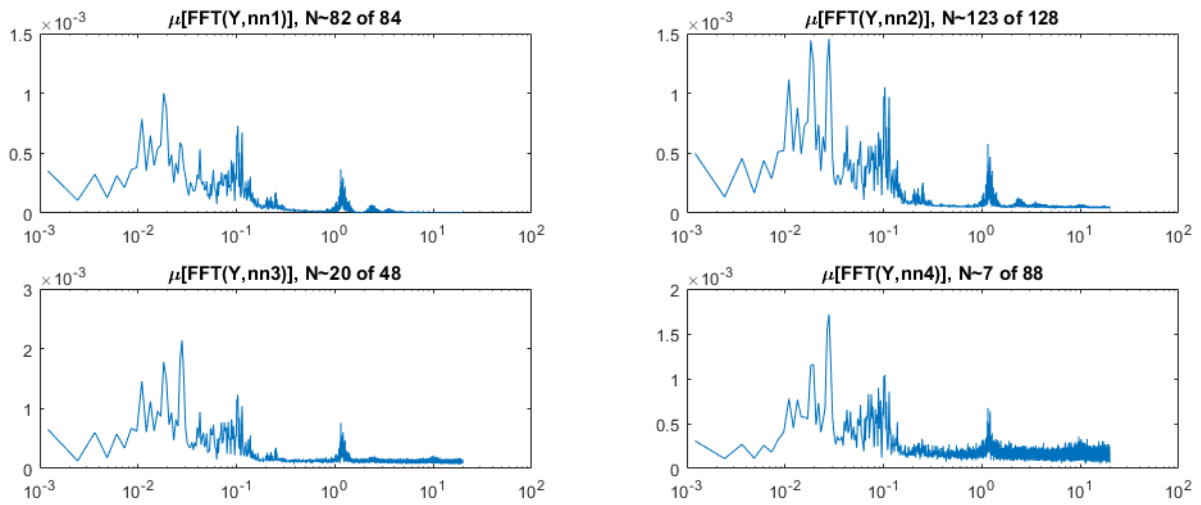 μ[FFT(Y,nn1)], N~82 of 84
×10⁻³
1.5
1
0.5
0
10⁻³ 10⁻² 10⁻¹ 10⁰ 10¹ 10²
μ[FFT(Y,nn2)], N~123 of 128
×10⁻³
1.5
1
0.5
0
10⁻³ 10⁻² 10⁻¹ 10⁰ 10¹ 10²
μ[FFT(Y,nn3)], N~20 of 48
×10⁻³
3
2
1
0
10⁻³ 10⁻² 10⁻¹ 10⁰ 10¹ 10²
μ[FFT(Y,nn4)], N~7 of 88
×10⁻³
2
1.5
1
0.5
0
10⁻³ 10⁻² 10⁻¹ 10⁰ 10¹ 10²